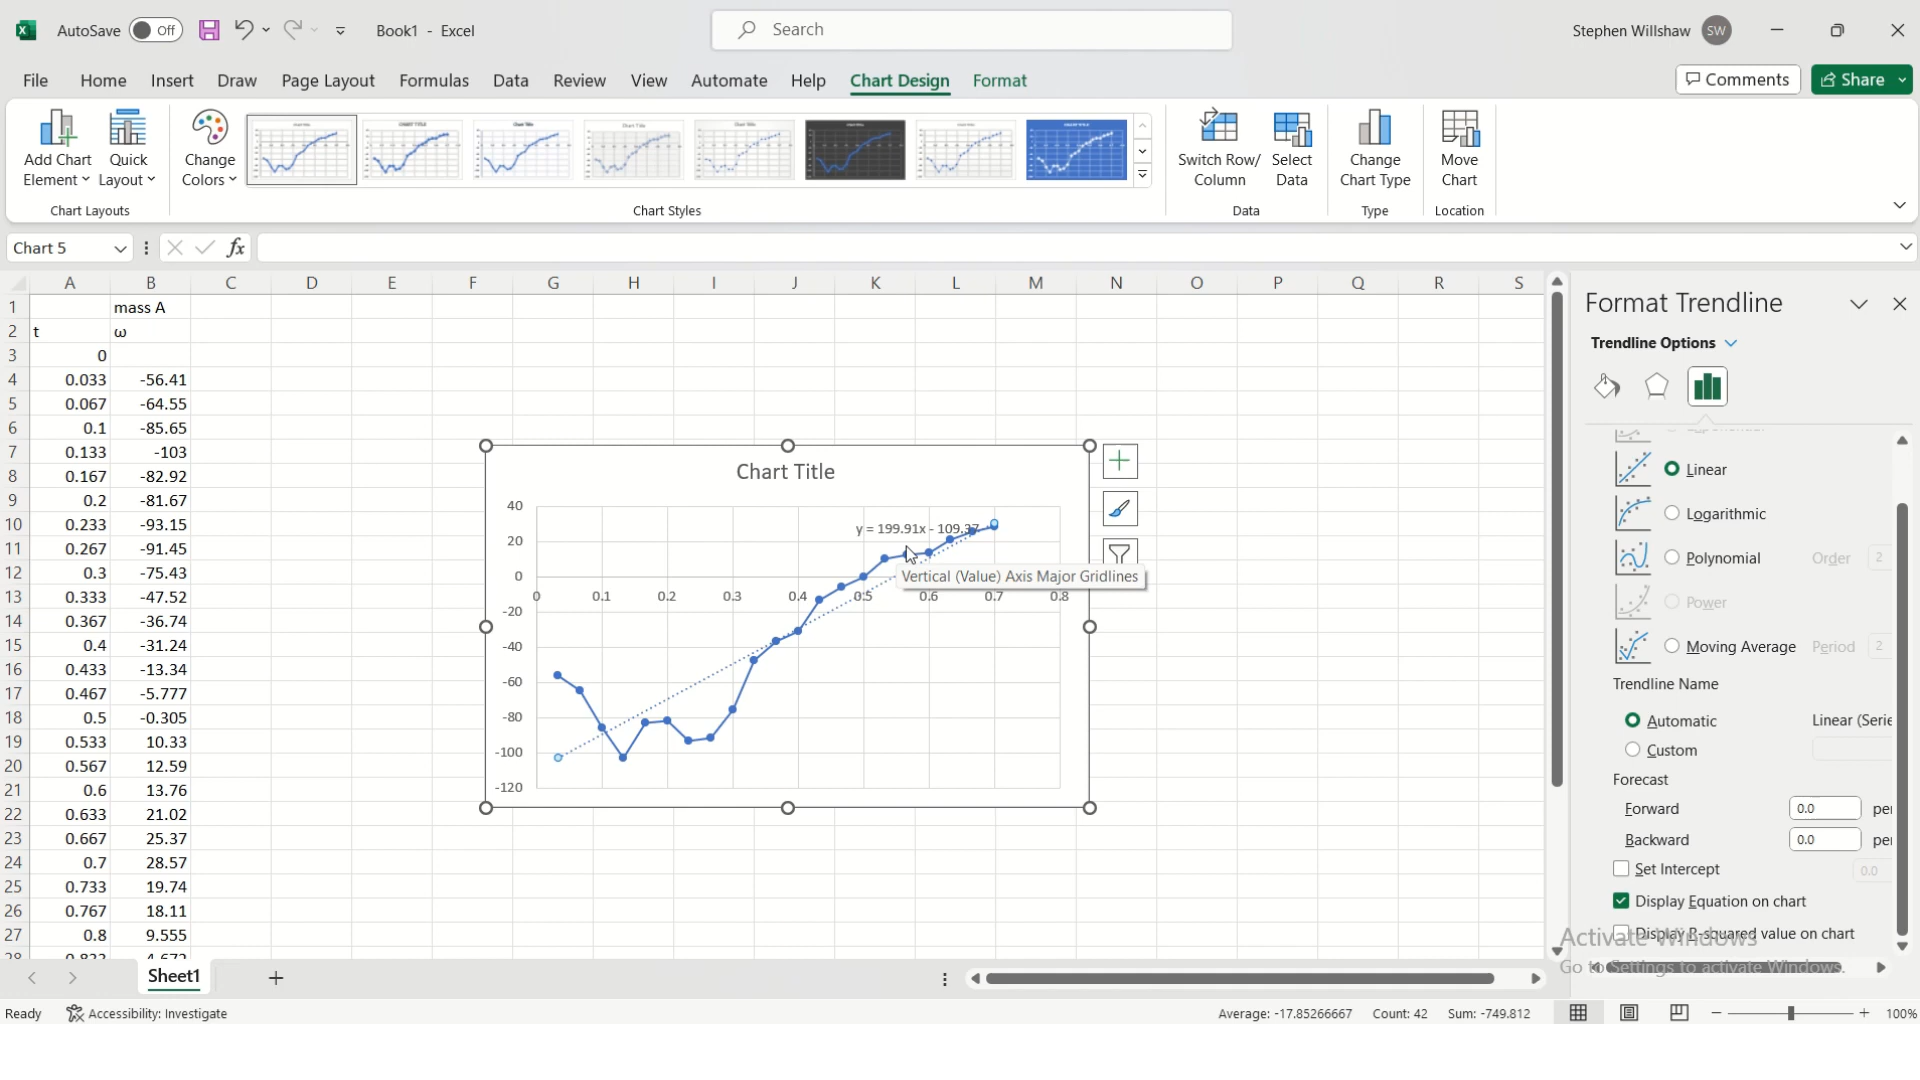 AutoSave Off Book1 - Excel Search Stephen Willshaw SW
File Home Insert Draw Page Layout Formulas Data Review View Automate Help Chart Design Format Comments Share
Add Chart Element Quick Layout
Change Colors
Switch Row/ Column Select Data
Change Chart Type
Move Chart
Chart Layouts Chart Styles Data Type Location
Chart 5 fx
A B C D E F G H I J K L M N O P Q R S
1 mass A
2 t ω
3 0
4 0.033 -56.41
5 0.067 -64.55
6 0.1 -85.65
7 0.133 -103
8 0.167 -82.92
9 0.2 -81.67
10 0.233 -93.15
11 0.267 -91.45
12 0.3 -75.43
13 0.333 -47.52
14 0.367 -36.74
15 0.4 -31.24
16 0.433 -13.34
17 0.467 -5.777
18 0.5 -0.305
19 0.533 10.33
20 0.567 12.59
21 0.6 13.76
22 0.633 21.02
23 0.667 25.37
24 0.7 28.57
25 0.733 19.74
26 0.767 18.11
27 0.8 9.555
28 0.833 4.672
Chart Title
40
y = 199.91x - 109.37
20
0
Vertical (Value) Axis Major Gridlines
0 0.1 0.2 0.3 0.4 0.5 0.6 0.7 0.8
-20
-40
-60
-80
-100
-120
Format Trendline
Trendline Options
Linear
Logarithmic
Polynomial Order 2
Power
Moving Average Period 2
Trendline Name
Automatic Linear (Serie
Custom
Forecast
Forward 0.0 per
Backward 0.0 per
Set Intercept 0.0
Display Equation on chart
Display R-squared value on chart
Activate Windows
Go to Settings to activate Windows.
Sheet1
Ready Accessibility: Investigate Average: -17.85266667 Count: 42 Sum: -749.812 100%